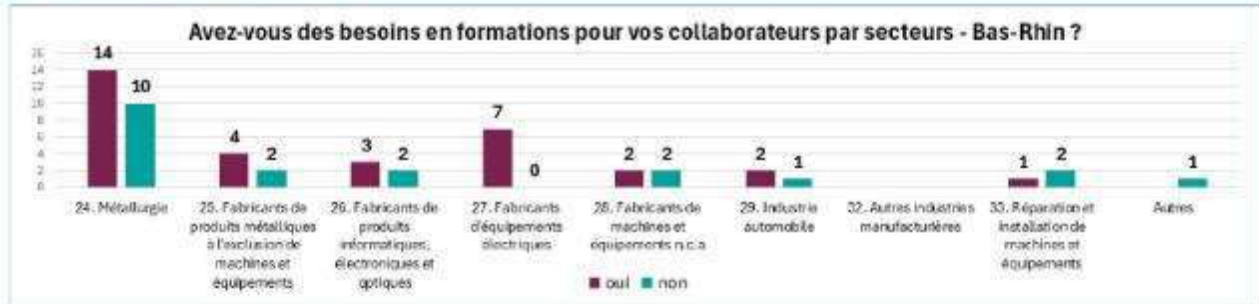 Avez-vous des besoins en formations pour vos collaborateurs par secteurs - Bas-Rhin ?
16
14
12
10
8
6
4
2
0
14
10
4
2
3
2
7
0
2
2
2
1
1
2
1
24. Métallurgie
25. Fabricants de
produits métalliques
à l'exclusion de
machines et
équipements
26. Fabricants de
produits
informatiques,
électroniques et
optiques
27. Fabricants
d'équipements
électriques
28. Fabricants de
machines et
équipements n.c.a
29. Industrie
automobile
32. Autres industries
manufacturières
33. Réparation et
installation de
machines et
équipements
Autres
oui
non